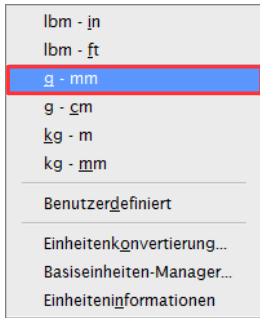 lbm - in
lbm - ft
g - mm
g - cm
kg - m
kg - mm
Benutzerdefiniert
Einheitenkonvertierung...
Basiseinheiten-Manager...
Einheiteninformationen